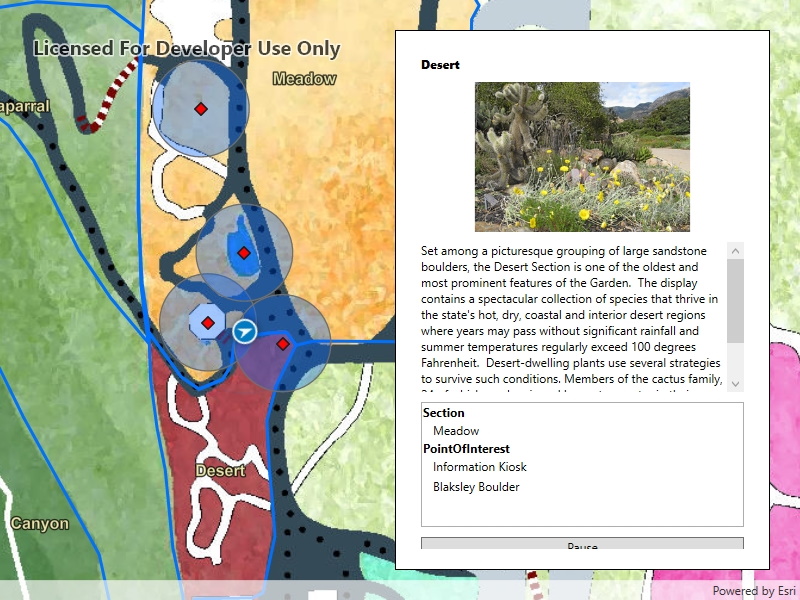 Licensed For Developer Use Only
Meadow
aparral
Desert
Canyon
Desert
Set among a picturesque grouping of large sandstone
boulders, the Desert Section is one of the oldest and
most prominent features of the Garden.  The display
contains a spectacular collection of species that thrive in
the state's hot, dry, coastal and interior desert regions
where years may pass without significant rainfall and
summer temperatures regularly exceed 100 degrees
Fahrenheit.  Desert-dwelling plants use several strategies
to survive such conditions. Members of the cactus family,
Section
Meadow
PointOfInterest
Information Kiosk
Blaksley Boulder
Pause
Powered by Esri